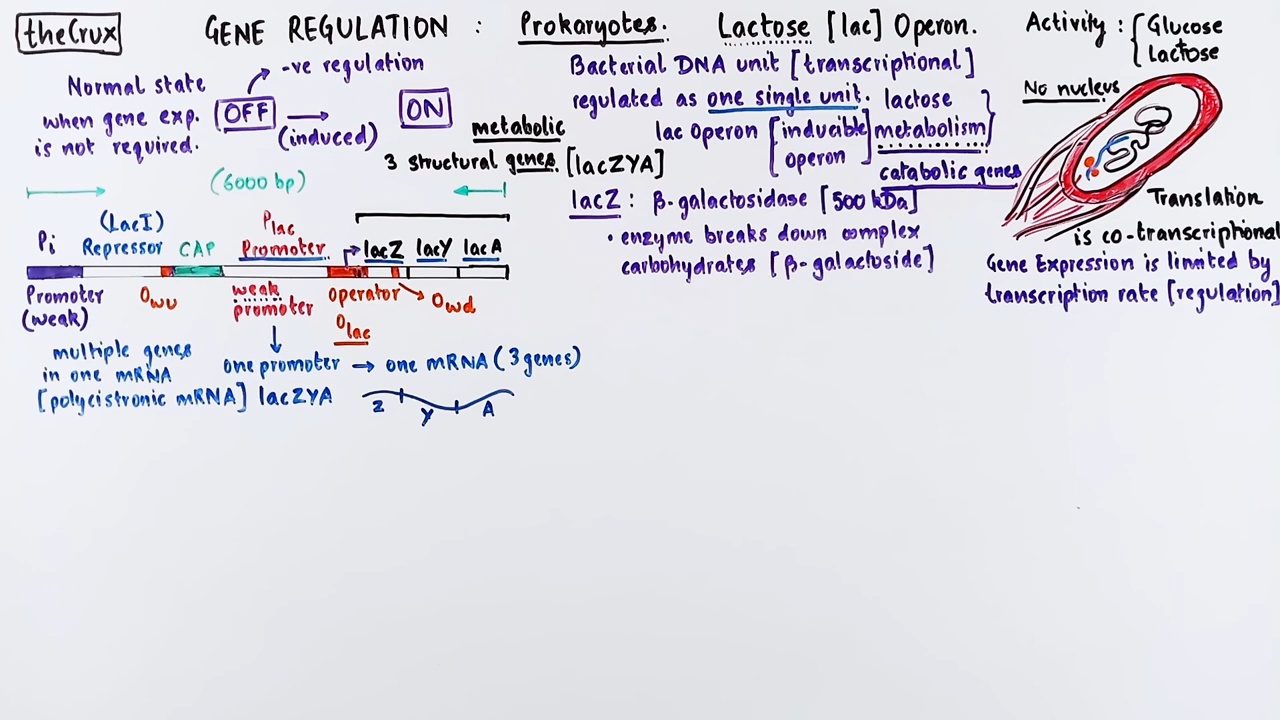 theCrux
GENE REGULATION : Prokaryotes. Lactose [lac] Operon.
Activity : { Glucose
Lactose
-ve regulation
Normal state
when gene exp.
is not required.
OFF
(induced)
ON
Bacterial DNA unit [transcriptional]
regulated as one single unit.
lac Operon [inducible operon]
lactose
metabolism
catabolic genes
metabolic
3 structural genes. [lacZYA]
lacZ : β-galactosidase [500 kDa]
• enzyme breaks down complex
carbohydrates [β-galactoside]
No nucleus
Translation
is co-transcriptional
Gene Expression is limited by
transcription rate [regulation]
(6000 bp)
Pi
(LacI)
Repressor
CAP
Plac
Promoter
lacZ lacY lacA
Promoter
(weak)
Owu
weak
promoter
operator
Olac
Owd
multiple genes
in one mRNA
[polycistronic mRNA] lacZYA
one promoter → one mRNA (3 genes)
Z Y A